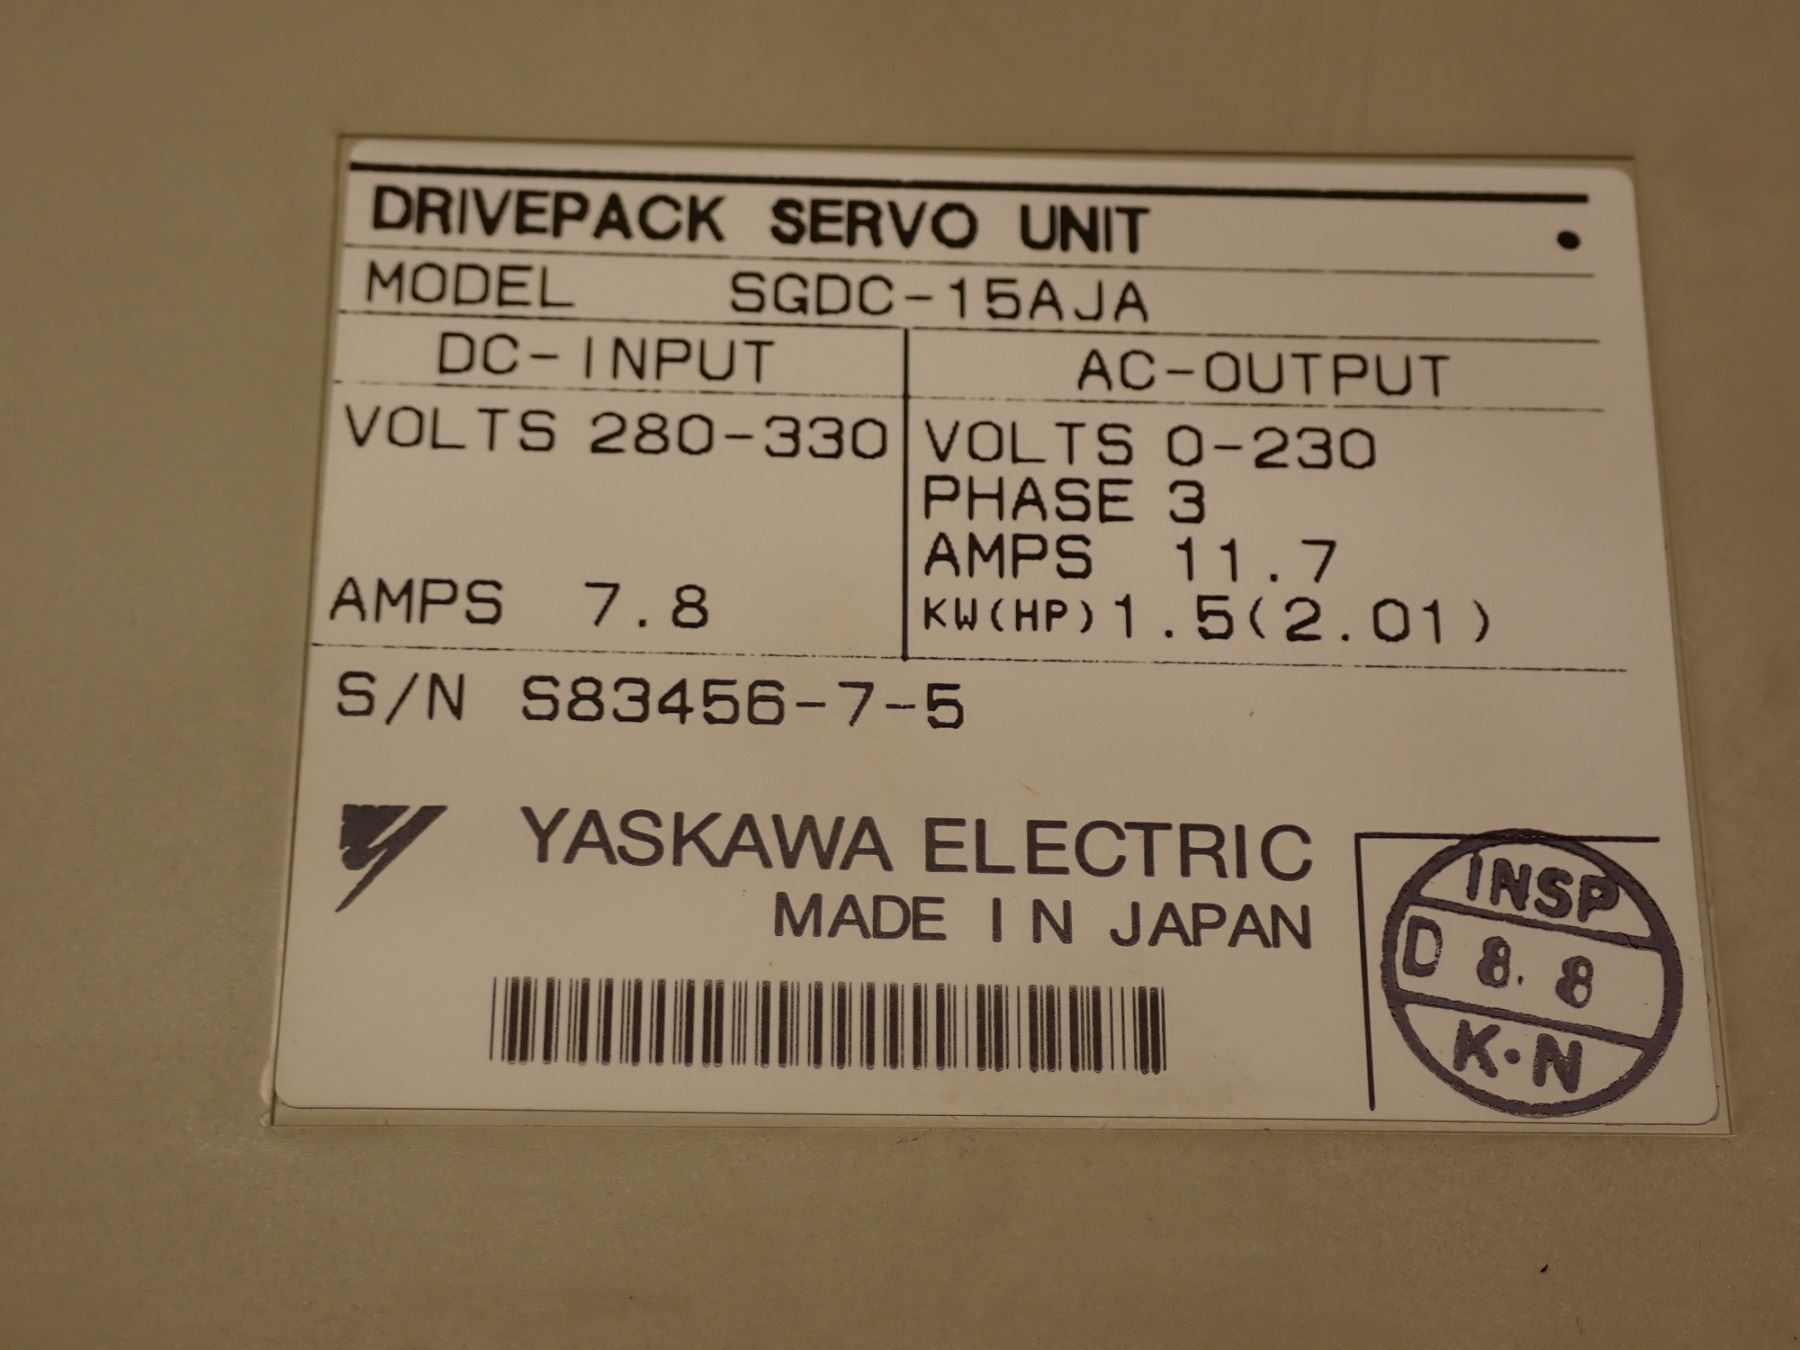 DRIVEPACK SERVO UNIT
MODEL SGDC-15AJA
DC-INPUT
AC-OUTPUT
VOLTS 280-330
AMPS 7.8
VOLTS 0-230
PHASE 3
AMPS 11.7
KW(HP) 1.5(2.01)
S/N S83456-7-5
YASKAWA ELECTRIC
MADE IN JAPAN
INSP
D 8. 8
K·N